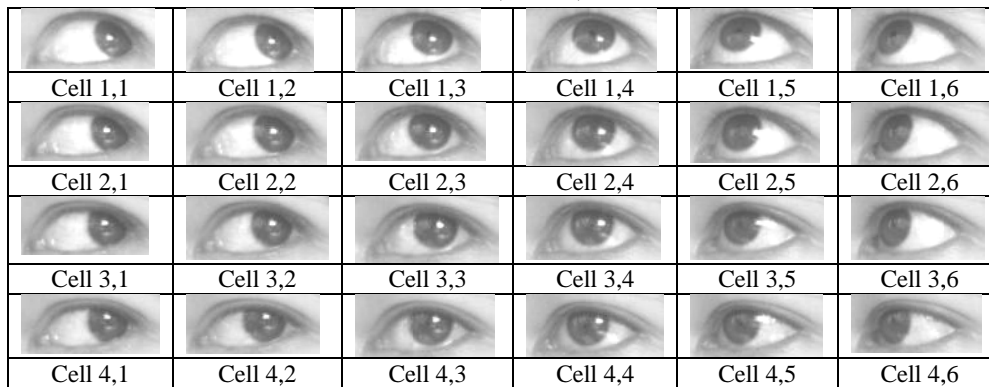 Cell 1,1 Cell 1,2 Cell 1,3 Cell 1,4 Cell 1,5 Cell 1,6
Cell 2,1 Cell 2,2 Cell 2,3 Cell 2,4 Cell 2,5 Cell 2,6
Cell 3,1 Cell 3,2 Cell 3,3 Cell 3,4 Cell 3,5 Cell 3,6
Cell 4,1 Cell 4,2 Cell 4,3 Cell 4,4 Cell 4,5 Cell 4,6